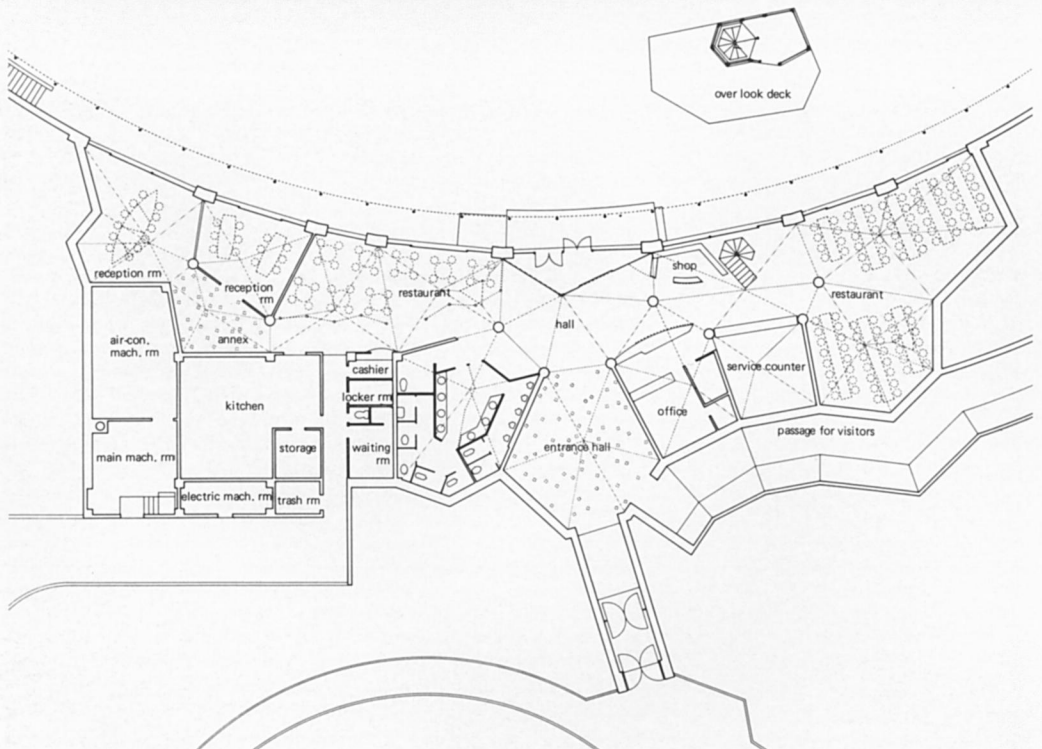 over look deck
shop
reception rm
reception
rm
restaurant
restaurant
hall
annex
air-con.
mach. rm
cashier
service counter
locker rm
kitchen
office
passage for visitors
storage
waiting
rm
entrance hall
main mach. rm
electric mach. rm
trash rm